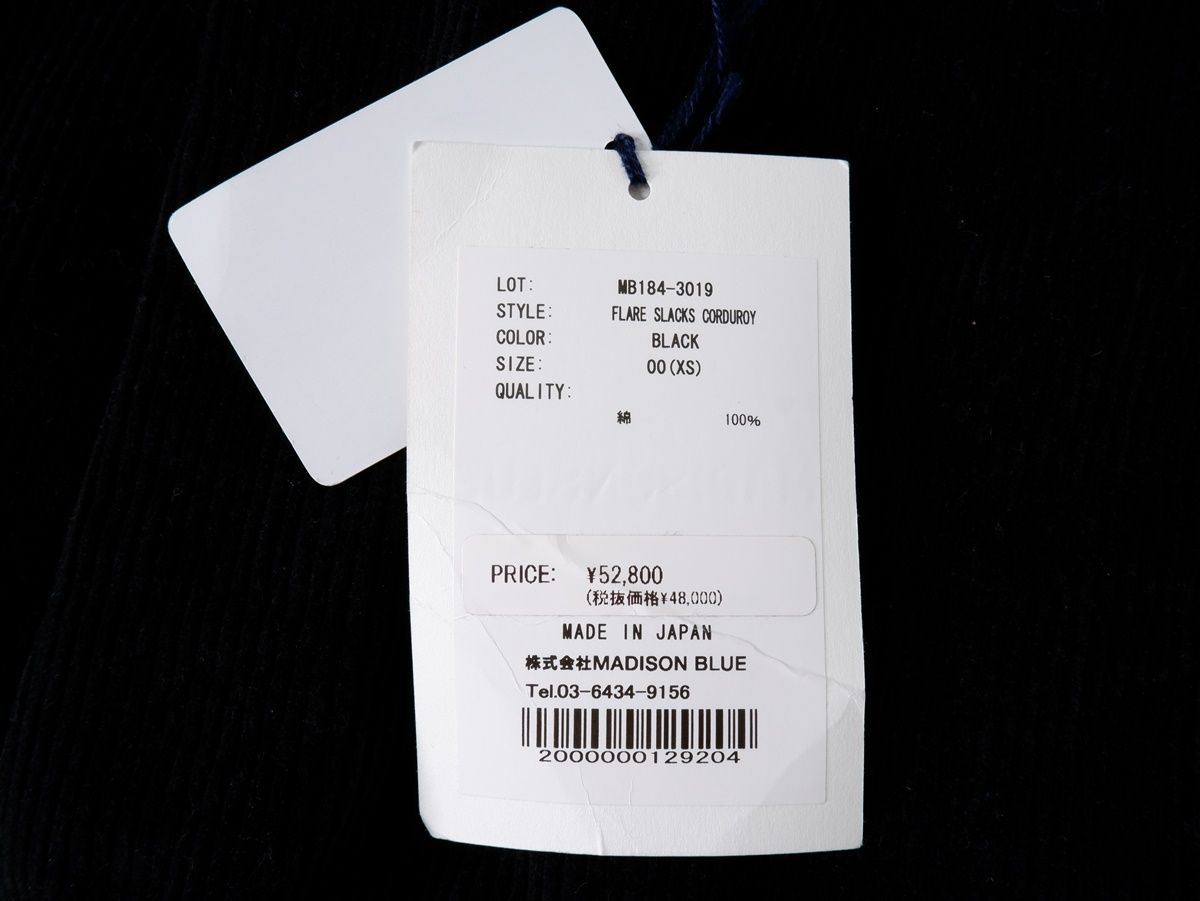 LOT: MB184-3019
STYLE: FLARE SLACKS CORDUROY
COLOR: BLACK
SIZE: 00(XS)
QUALITY:
綿 100%
PRICE: ¥52,800
(税抜価格¥48,000)
MADE IN JAPAN
株式会社MADISON BLUE
Tel.03-6434-9156
2000000129204